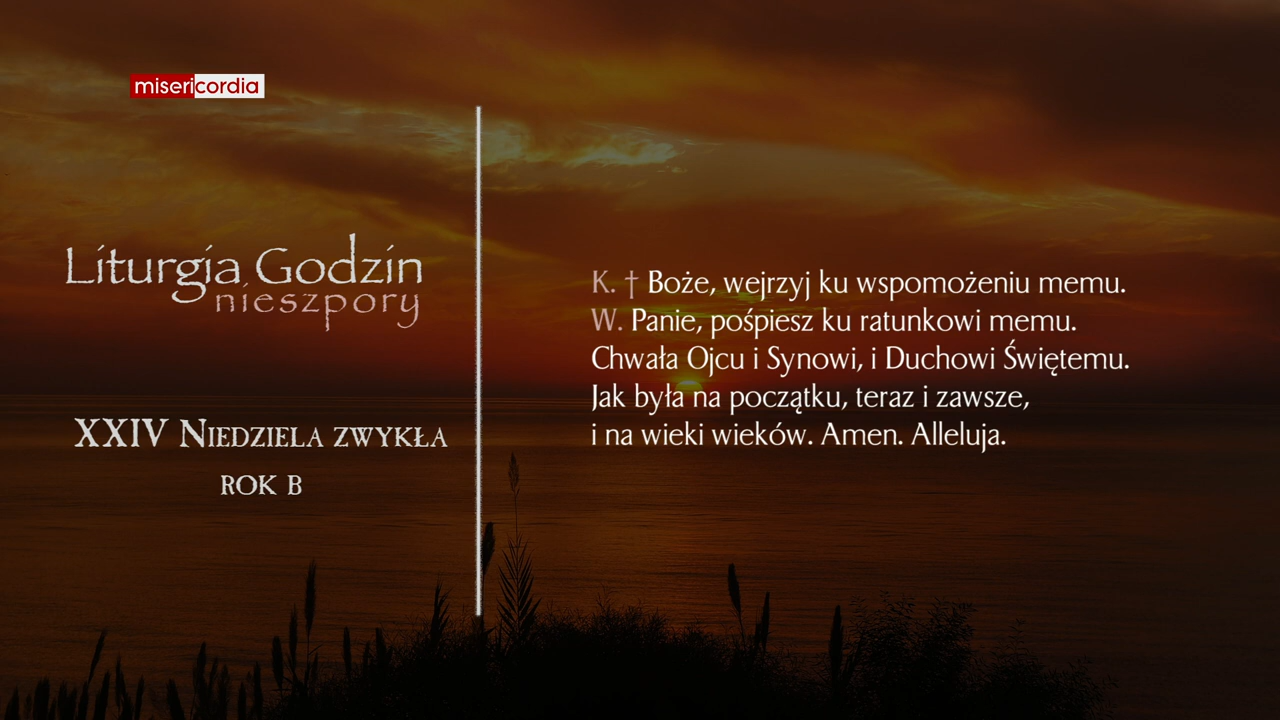 misericordia
Liturgia Godzin
nieszpory
XXIV Niedziela zwykła
rok B
K. † Boże, wejrzyj ku wspomożeniu memu.
W. Panie, pośpiesz ku ratunkowi memu.
Chwała Ojcu i Synowi, i Duchowi Świętemu.
Jak była na początku, teraz i zawsze,
i na wieki wieków. Amen. Alleluja.